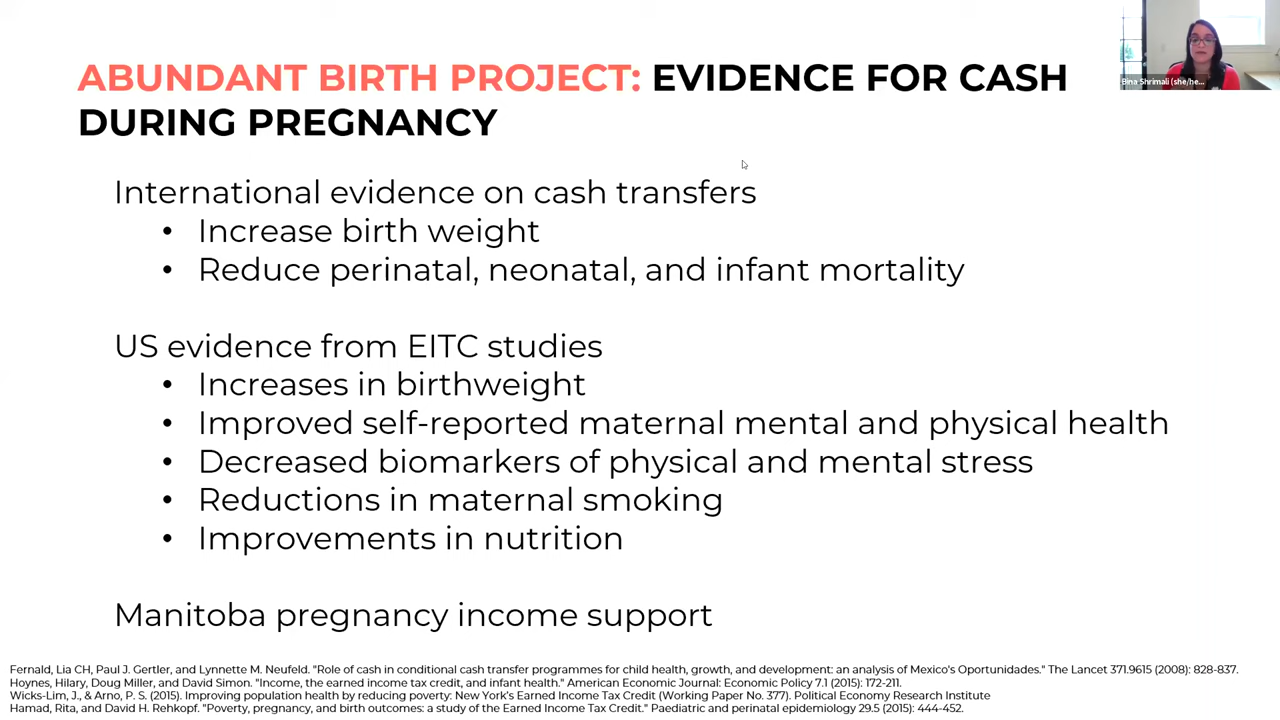 ABUNDANT BIRTH PROJECT: EVIDENCE FOR CASH
DURING PREGNANCY
Bina Shrimali (she/he...
International evidence on cash transfers
• Increase birth weight
• Reduce perinatal, neonatal, and infant mortality
US evidence from EITC studies
• Increases in birthweight
• Improved self-reported maternal mental and physical health
• Decreased biomarkers of physical and mental stress
• Reductions in maternal smoking
• Improvements in nutrition
Manitoba pregnancy income support
Fernald, Lia CH, Paul J. Gertler, and Lynnette M. Neufeld. "Role of cash in conditional cash transfer programmes for child health, growth, and development: an analysis of Mexico's Oportunidades." The Lancet 371.9615 (2008): 828-837.
Hoynes, Hilary, Doug Miller, and David Simon. "Income, the earned income tax credit, and infant health." American Economic Journal: Economic Policy 7.1 (2015): 172-211.
Wicks-Lim, J., & Arno, P. S. (2015). Improving population health by reducing poverty: New York's Earned Income Tax Credit (Working Paper No. 377). Political Economy Research Institute
Hamad, Rita, and David H. Rehkopf. "Poverty, pregnancy, and birth outcomes: a study of the Earned Income Tax Credit." Paediatric and perinatal epidemiology 29.5 (2015): 444-452.